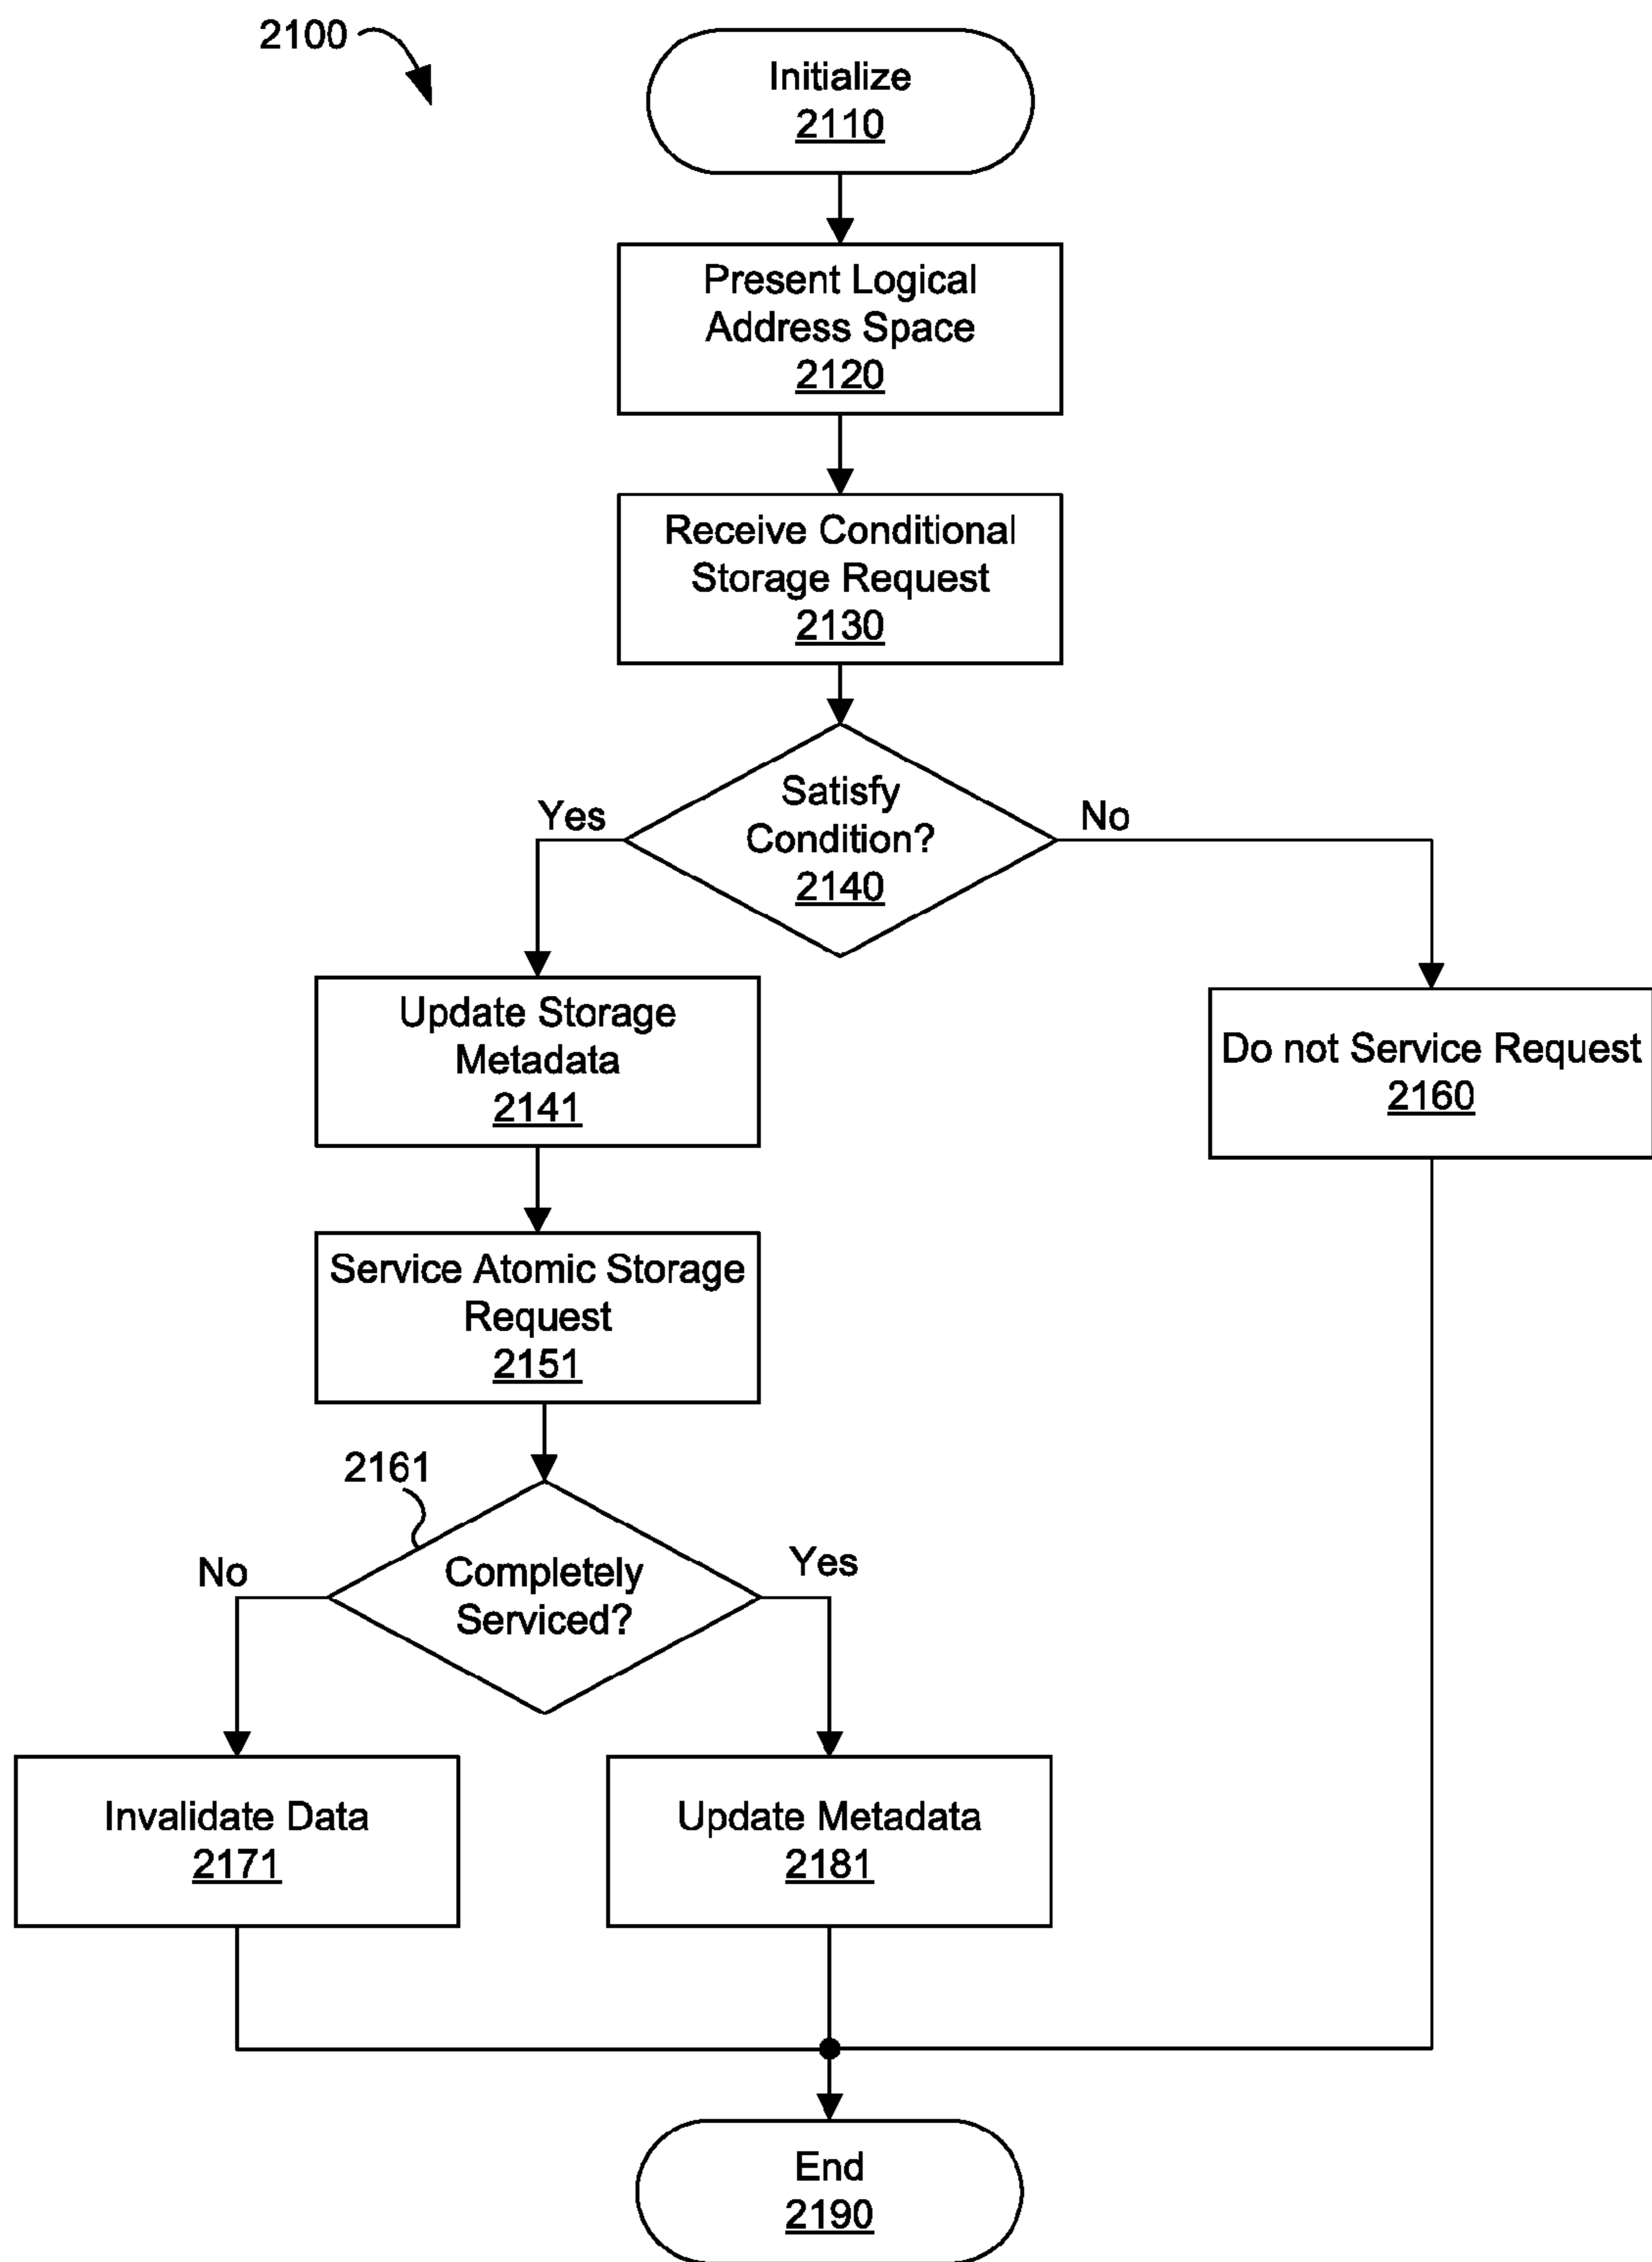 2100
Initialize
2110
Present Logical
Address Space
2120
Receive Conditional
Storage Request
2130
Satisfy
Condition?
2140
Yes
No
Update Storage
Metadata
2141
Do not Service Request
2160
Service Atomic Storage
Request
2151
2161
Completely
Serviced?
No
Yes
Invalidate Data
2171
Update Metadata
2181
End
2190